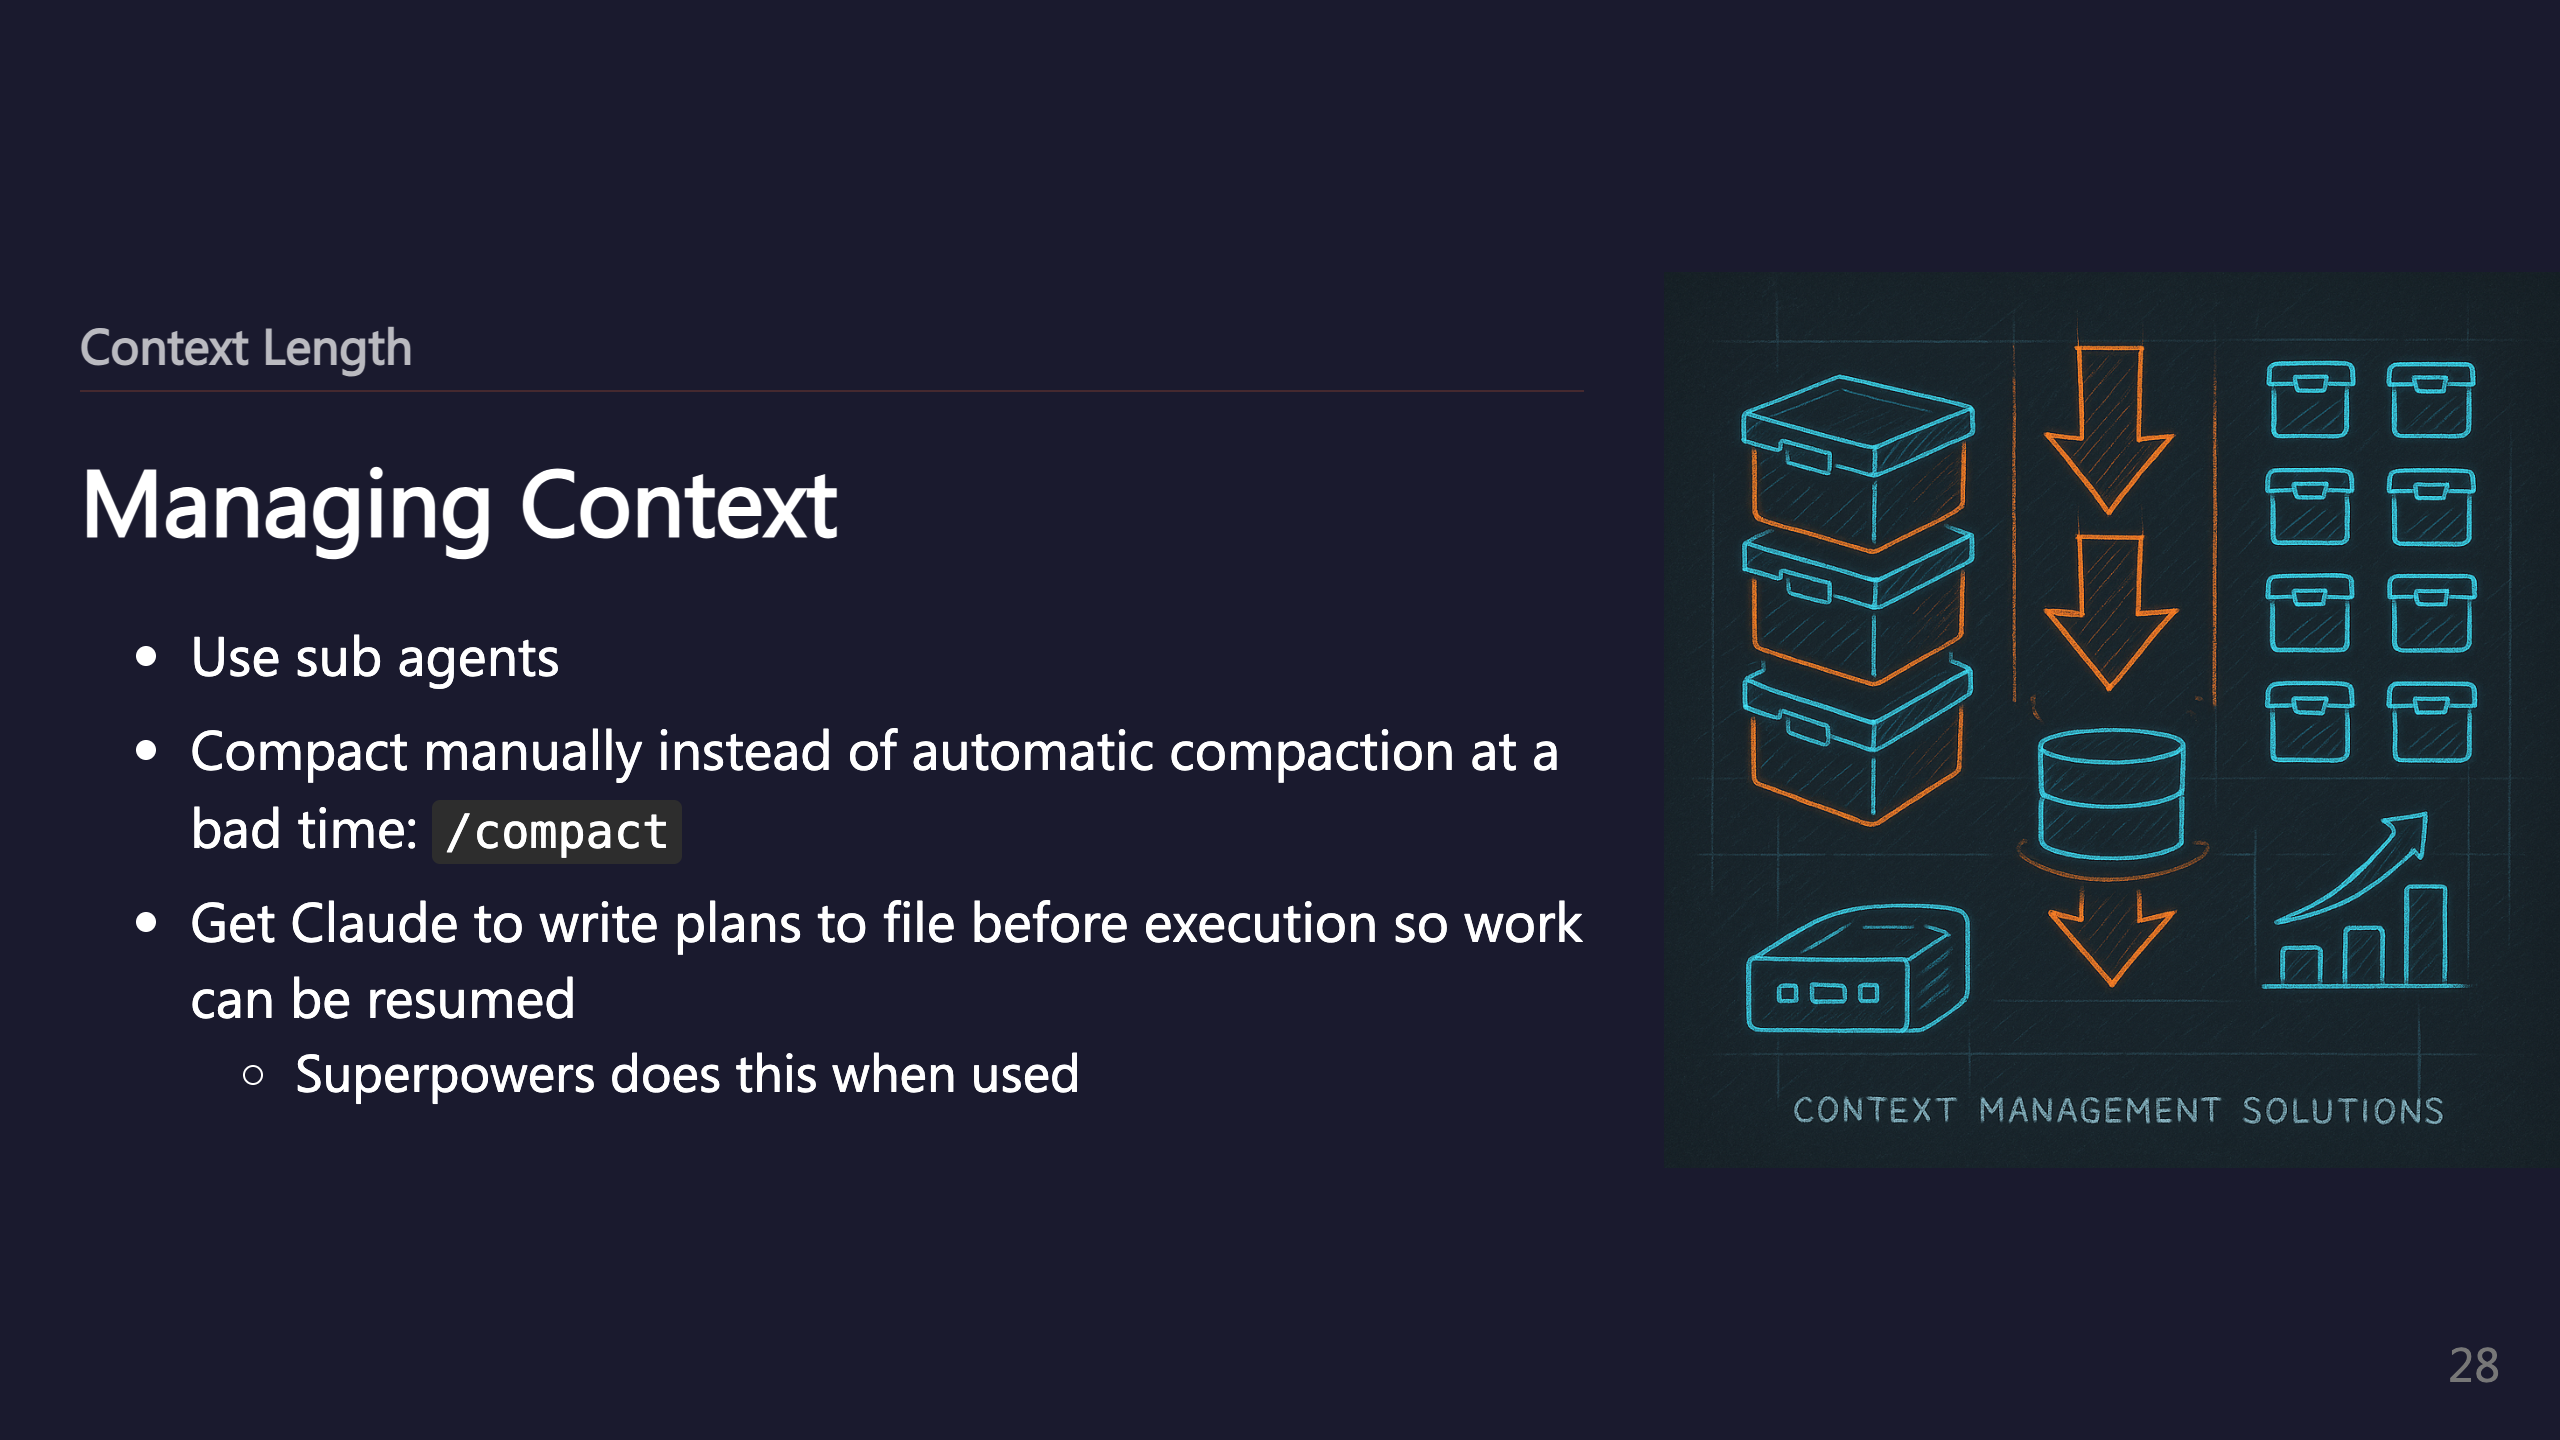 Context Length
Managing Context
Use sub agents
Compact manually instead of automatic compaction at a
bad time: /compact
Get Claude to write plans to file before execution so work
can be resumed
Superpowers does this when used
CONTEXT MANAGEMENT SOLUTIONS
28